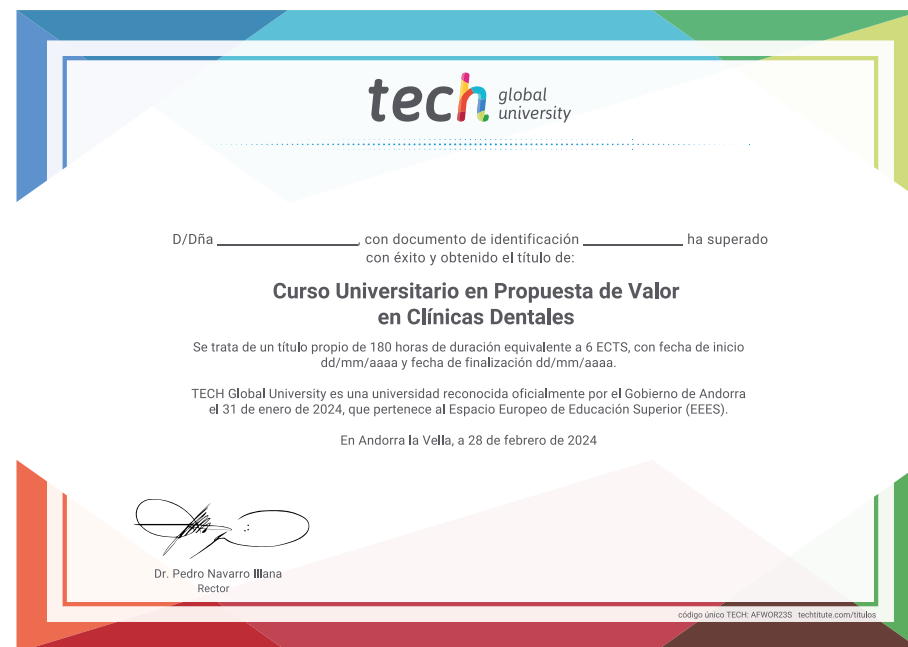 tech global university
D/Dña ______________, con documento de identificación __________ ha superado
con éxito y obtenido el título de:
Curso Universitario en Propuesta de Valor
en Clínicas Dentales
Se trata de un título propio de 180 horas de duración equivalente a 6 ECTS, con fecha de inicio
dd/mm/aaaa y fecha de finalización dd/mm/aaaa.
TECH Global University es una universidad reconocida oficialmente por el Gobierno de Andorra
el 31 de enero de 2024, que pertenece al Espacio Europeo de Educación Superior (EEES).
En Andorra la Vella, a 28 de febrero de 2024
Dr. Pedro Navarro Illana
Rector
código único TECH: AFWOR23S techtitute.com/titulos